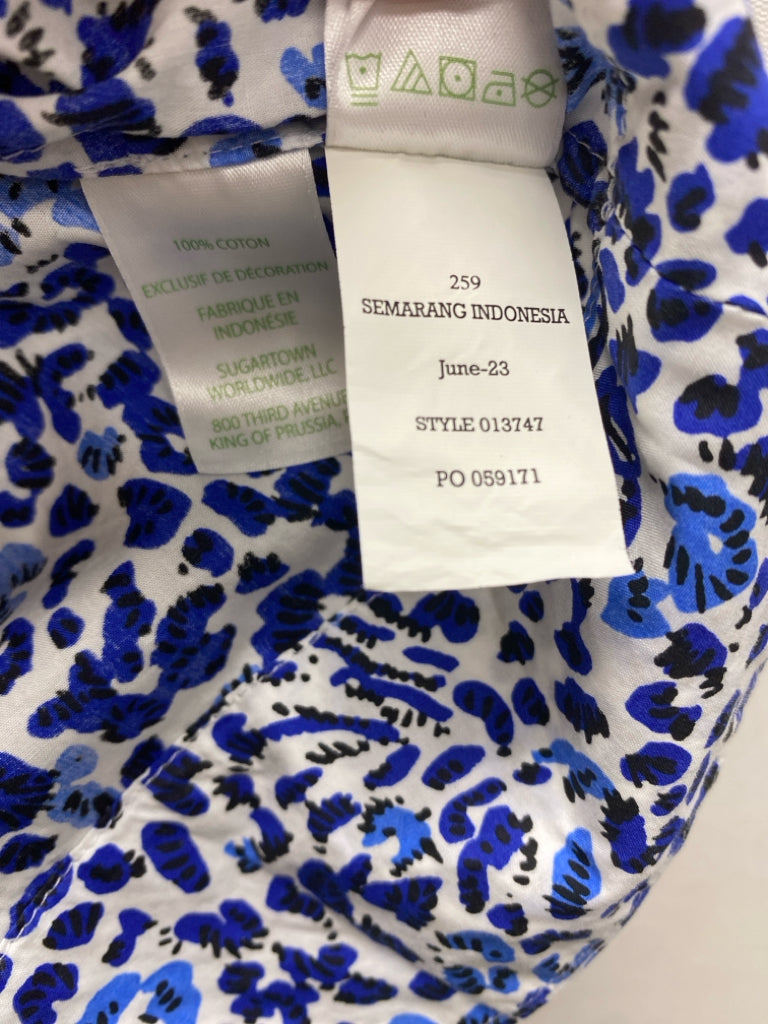 100% COTON
EXCLUSIF DE DÉCORATION
FABRIQUE EN
INDONÉSIE
SUGARTOWN
WORLDWIDE, LLC
800 THIRD AVENUE
KING OF PRUSSIA,
259
SEMARANG INDONESIA
June-23
STYLE 013747
PO 059171